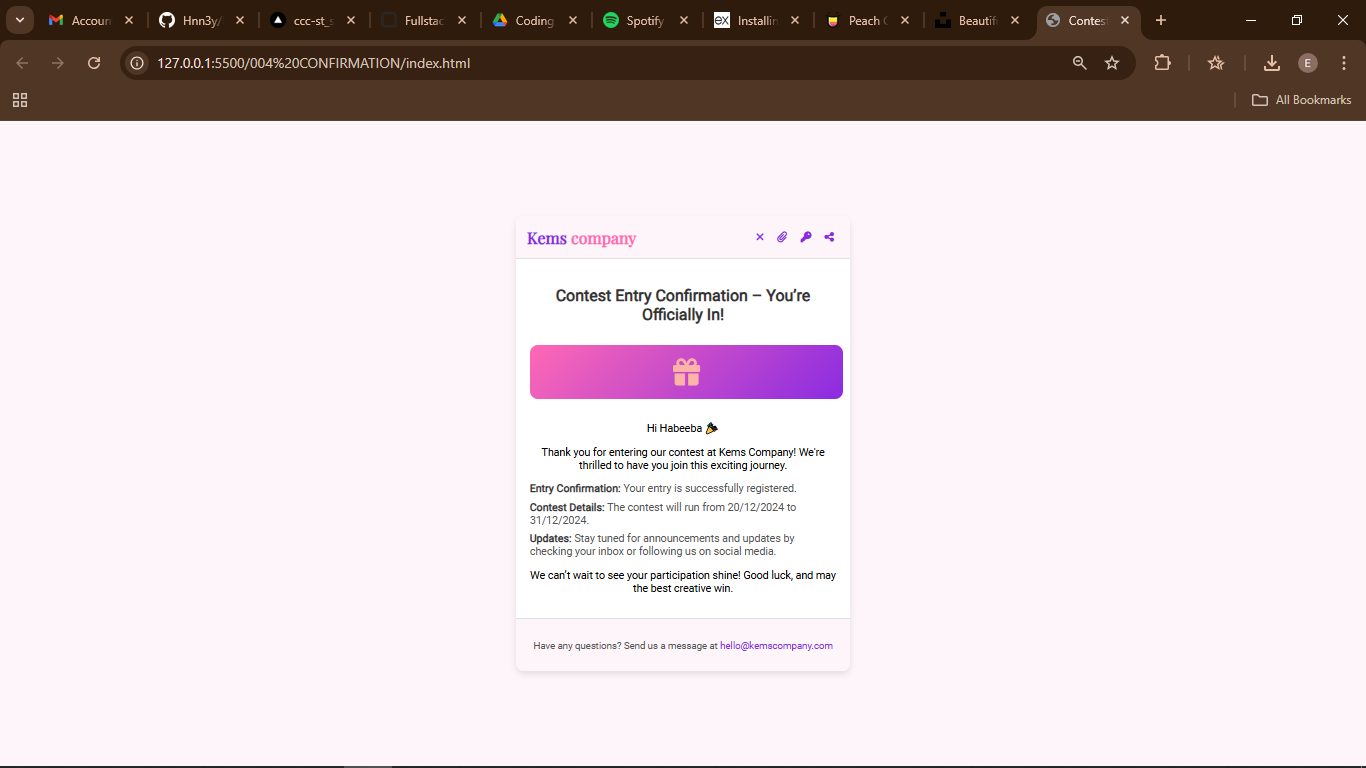 Accoun
Hnn3y/
ccc-st_s
Fullstac
Coding
Spotify
ex Installin
Peach C
Beautifu
Contest
127.0.0.1:5500/004%20CONFIRMATION/index.html
E
All Bookmarks
Kems company
Contest Entry Confirmation – You’re
Officially In!
Hi Habeeba 🎉
Thank you for entering our contest at Kems Company! We're
thrilled to have you join this exciting journey.
Entry Confirmation: Your entry is successfully registered.
Contest Details: The contest will run from 20/12/2024 to
31/12/2024.
Updates: Stay tuned for announcements and updates by
checking your inbox or following us on social media.
We can’t wait to see your participation shine! Good luck, and may
the best creative win.
Have any questions? Send us a message at hello@kemscompany.com